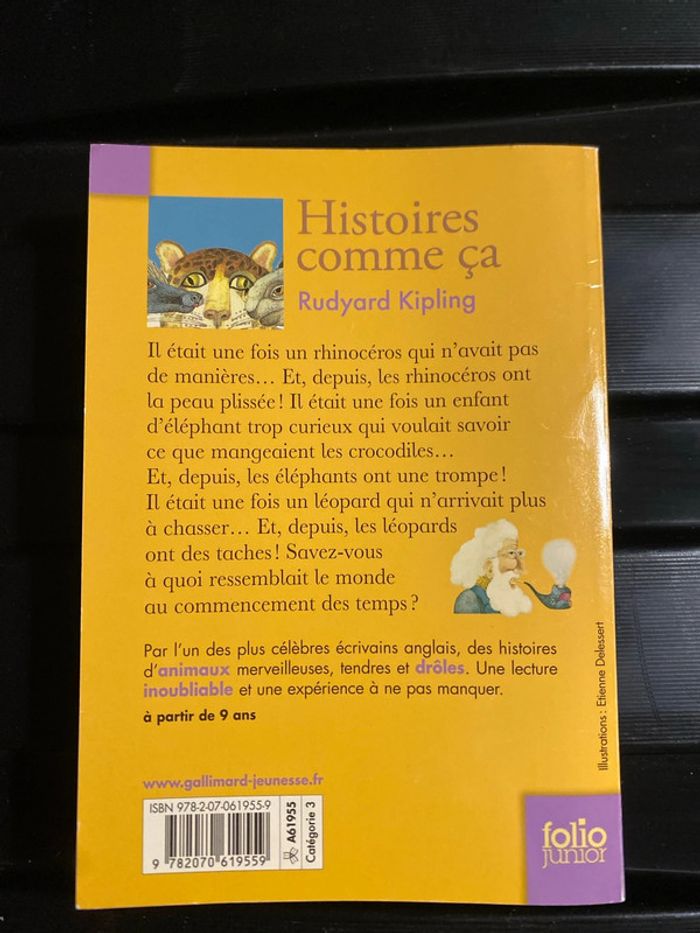 Histoires
comme ça
Rudyard Kipling
Il était une fois un rhinocéros qui n'avait pas
de manières... Et, depuis, les rhinocéros ont
la peau plissée ! Il était une fois un enfant
d'éléphant trop curieux qui voulait savoir
ce que mangeaient les crocodiles...
Et, depuis, les éléphants ont une trompe !
Il était une fois un léopard qui n'arrivait plus
à chasser... Et, depuis, les léopards
ont des taches ! Savez-vous
à quoi ressemblait le monde
au commencement des temps ?
Par l'un des plus célèbres écrivains anglais, des histoires
d'animaux merveilleuses, tendres et drôles. Une lecture
inoubliable et une expérience à ne pas manquer.
à partir de 9 ans
Illustrations : Etienne Delessert
www.gallimard-jeunesse.fr
ISBN 978-2-07-061955-9
9 782070 619559
A61955
Catégorie 3
folio
junior